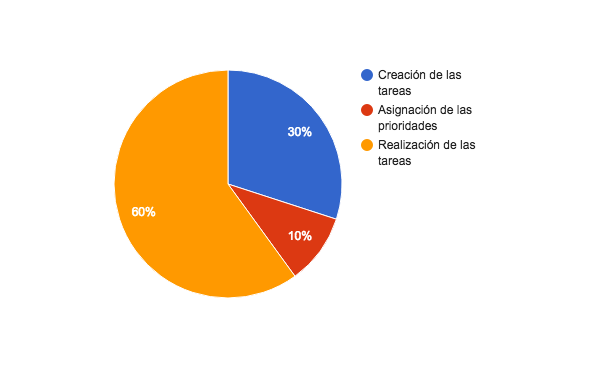 Creación de las
tareas
Asignación de las
prioridades
Realización de las
tareas
30%
10%
60%